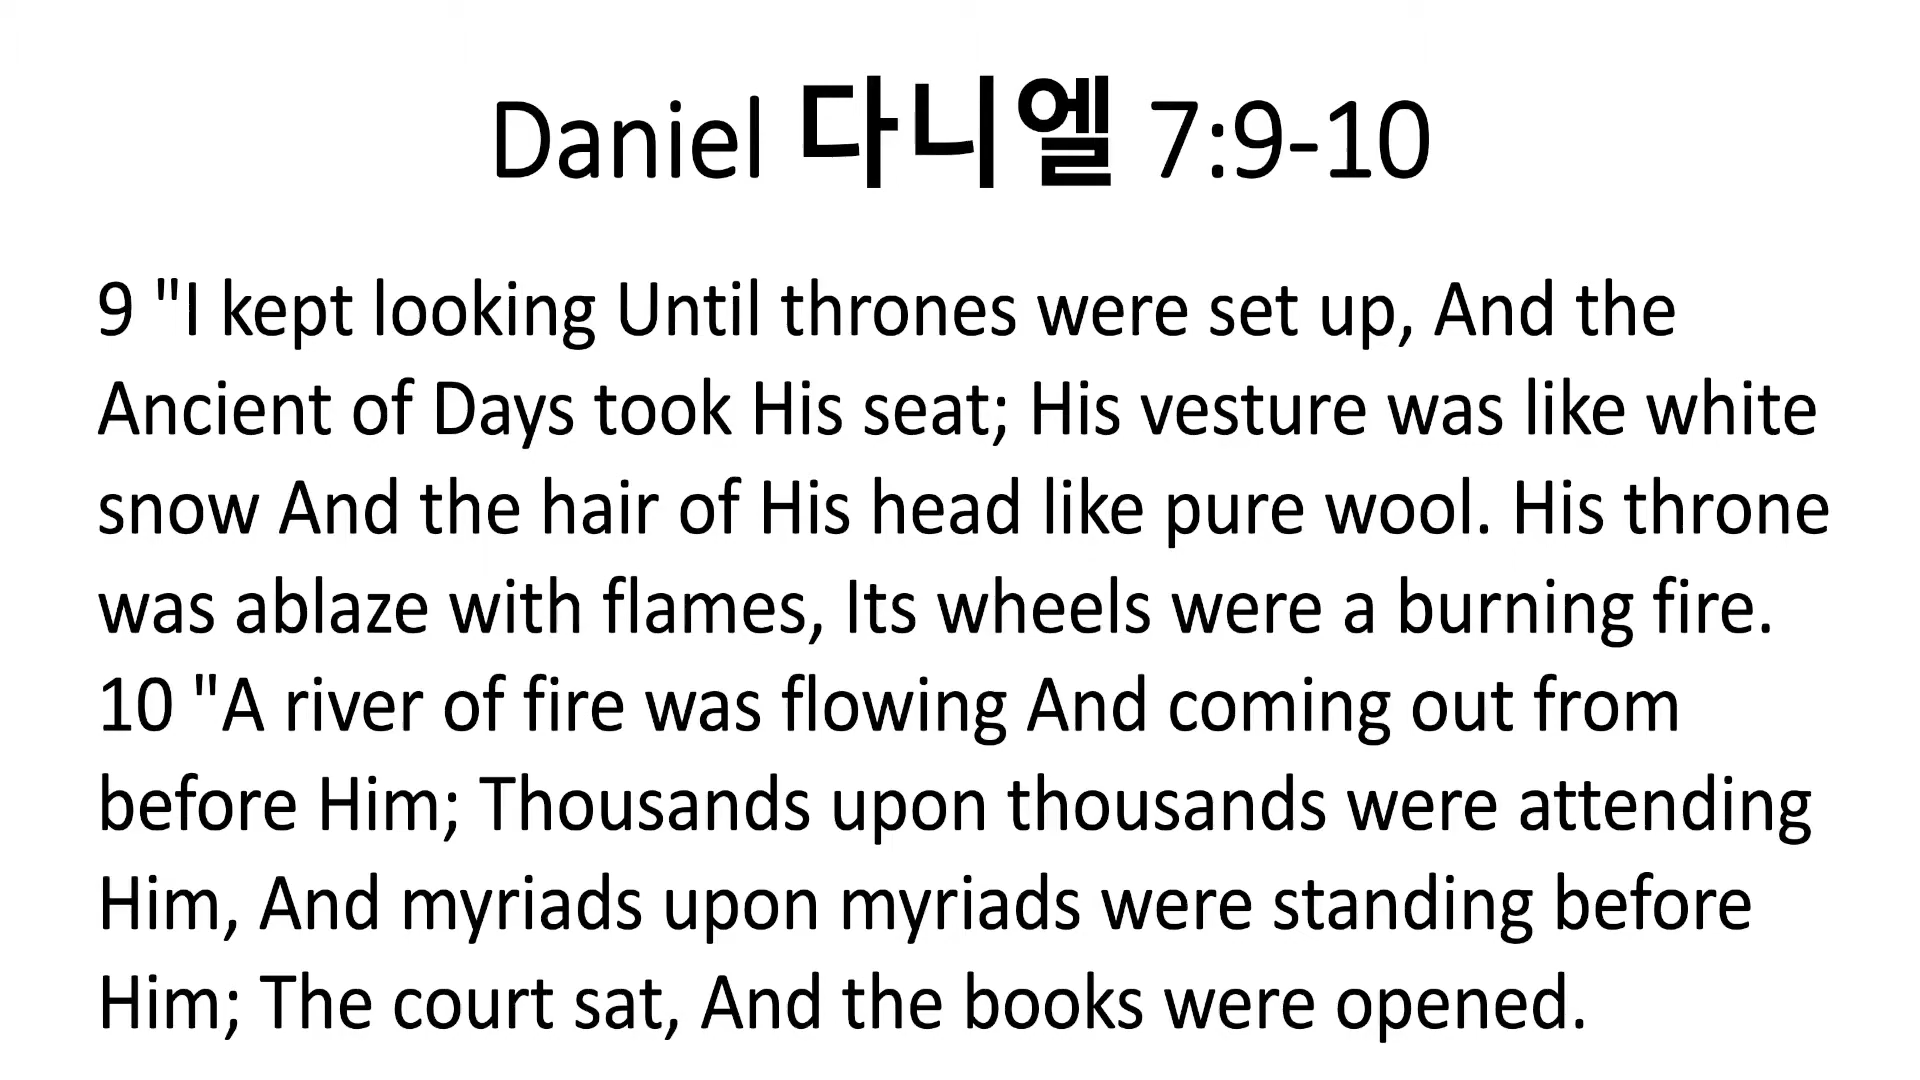 Daniel 다니엘 7:9-10
9 "I kept looking Until thrones were set up, And the
Ancient of Days took His seat; His vesture was like white
snow And the hair of His head like pure wool. His throne
was ablaze with flames, Its wheels were a burning fire.
10 "A river of fire was flowing And coming out from
before Him; Thousands upon thousands were attending
Him, And myriads upon myriads were standing before
Him; The court sat, And the books were opened.